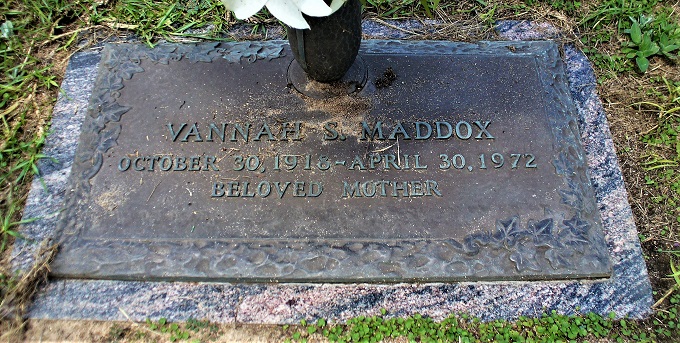 VANNAH S. MADDOX
OCTOBER 30, 1918 - APRIL 30, 1972
BELOVED MOTHER